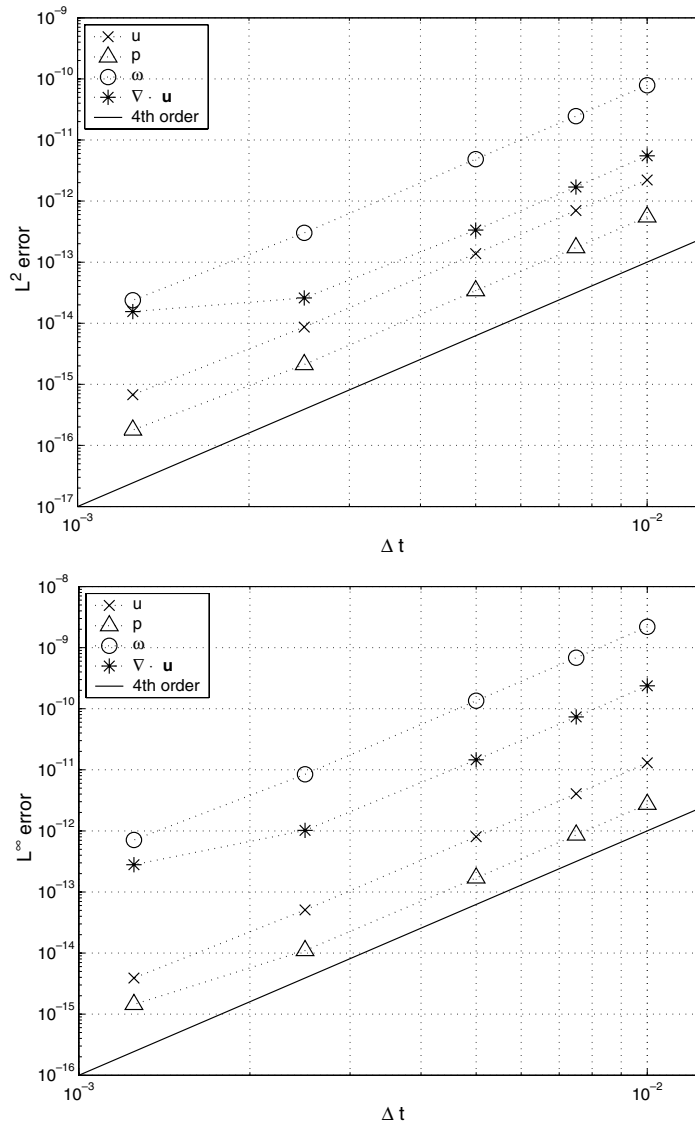 10⁻⁹
u
p
ω
∇ · u
4th order
10⁻¹⁰
10⁻¹¹
10⁻¹²
10⁻¹³
10⁻¹⁴
10⁻¹⁵
10⁻¹⁶
10⁻¹⁷
L² error
10⁻³
10⁻²
Δ t
10⁻⁸
u
p
ω
∇ · u
4th order
10⁻⁹
10⁻¹⁰
10⁻¹¹
10⁻¹²
10⁻¹³
10⁻¹⁴
10⁻¹⁵
10⁻¹⁶
L∞ error
10⁻³
10⁻²
Δ t